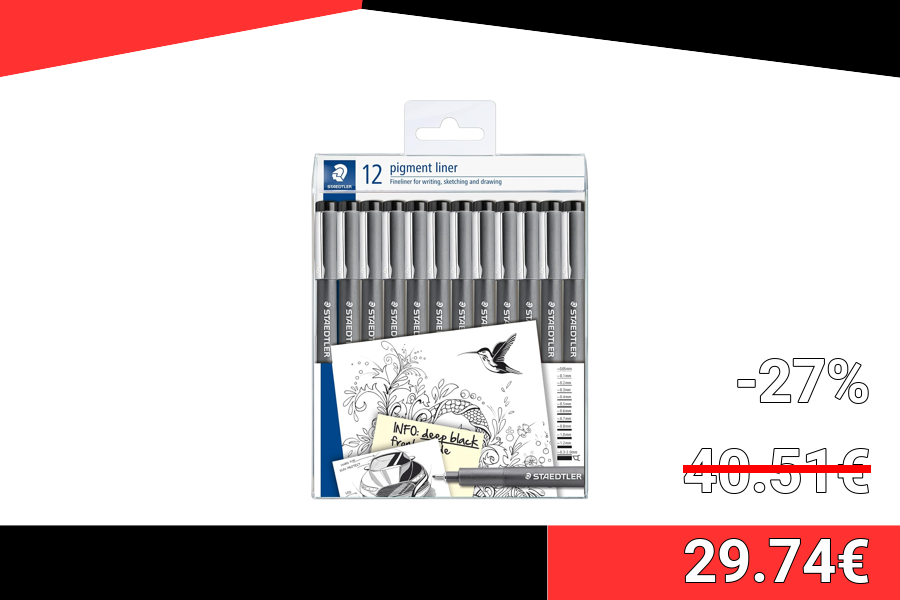 STAEDTLER
12
pigment liner
Fineliner for writing, sketching and drawing
STAEDTLER
STAEDTLER
STAEDTLER
STAEDTLER
STAEDTLER
STAEDTLER
STAEDTLER
STAEDTLER
STAEDTLER
STAEDTLER
STAEDTLER
STAEDTLER
INFO: deep black
STAEDTLER
-27%
40.51€
29.74€